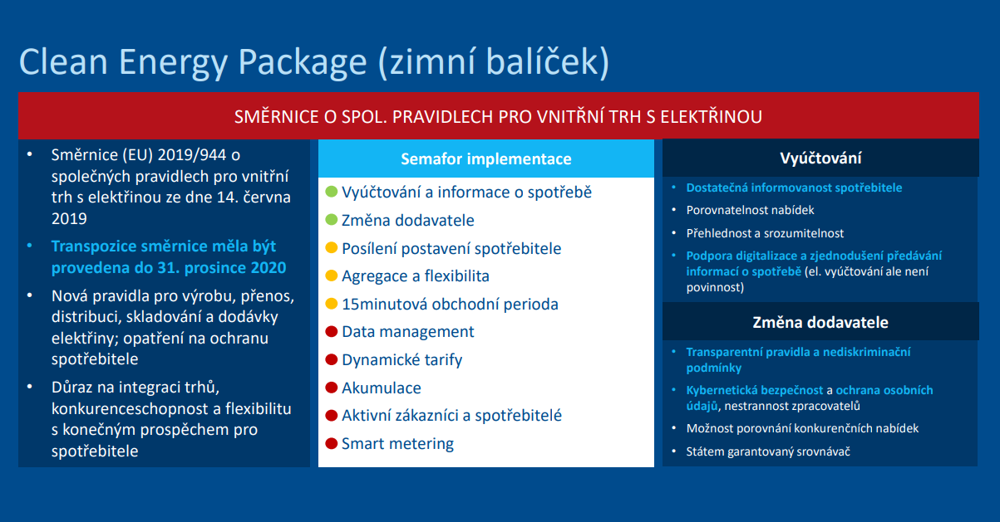 Clean Energy Package (zimní balíček)
SMĚRNICE O SPOL. PRAVIDLECH PRO VNITŘNÍ TRH S ELEKTŘINOU
• Směrnice (EU) 2019/944 o
společných pravidlech pro vnitřní
trh s elektřinou ze dne 14. června
2019
• Transpozice směrnice měla být
provedena do 31. prosince 2020
• Nová pravidla pro výrobu, přenos,
distribuci, skladování a dodávky
elektřiny; opatření na ochranu
spotřebitele
• Důraz na integraci trhů,
konkurenceschopnost a flexibilitu
s konečným prospěchem pro
spotřebitele
Semafor implementace
Vyúčtování a informace o spotřebě
Změna dodavatele
Posílení postavení spotřebitele
Agregace a flexibilita
15minutová obchodní perioda
Data management
Dynamické tarify
Akumulace
Aktivní zákazníci a spotřebitelé
Smart metering
Vyúčtování
• Dostatečná informovanost spotřebitele
• Porovnatelnost nabídek
• Přehlednost a srozumitelnost
• Podpora digitalizace a zjednodušení předávání
informací o spotřebě (el. vyúčtování ale není
povinnost)
Změna dodavatele
• Transparentní pravidla a nediskriminační
podmínky
• Kybernetická bezpečnost a ochrana osobních
údajů, nestrannost zpracovatelů
• Možnost porovnání konkurenčních nabídek
• Státem garantovaný srovnávač